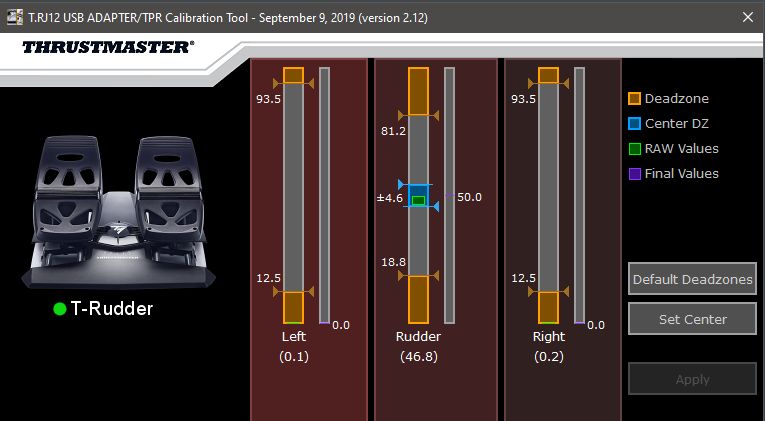 T.RJ12 USB ADAPTER/TPR Calibration Tool - September 9, 2019 (version 2.12)
THRUSTMASTER®
T-Rudder
93.5
12.5
0.0
Left
(0.1)
81.2
±4.6
50.0
18.8
Rudder
(46.8)
93.5
12.5
0.0
Right
(0.2)
Deadzone
Center DZ
RAW Values
Final Values
Default Deadzones
Set Center
Apply